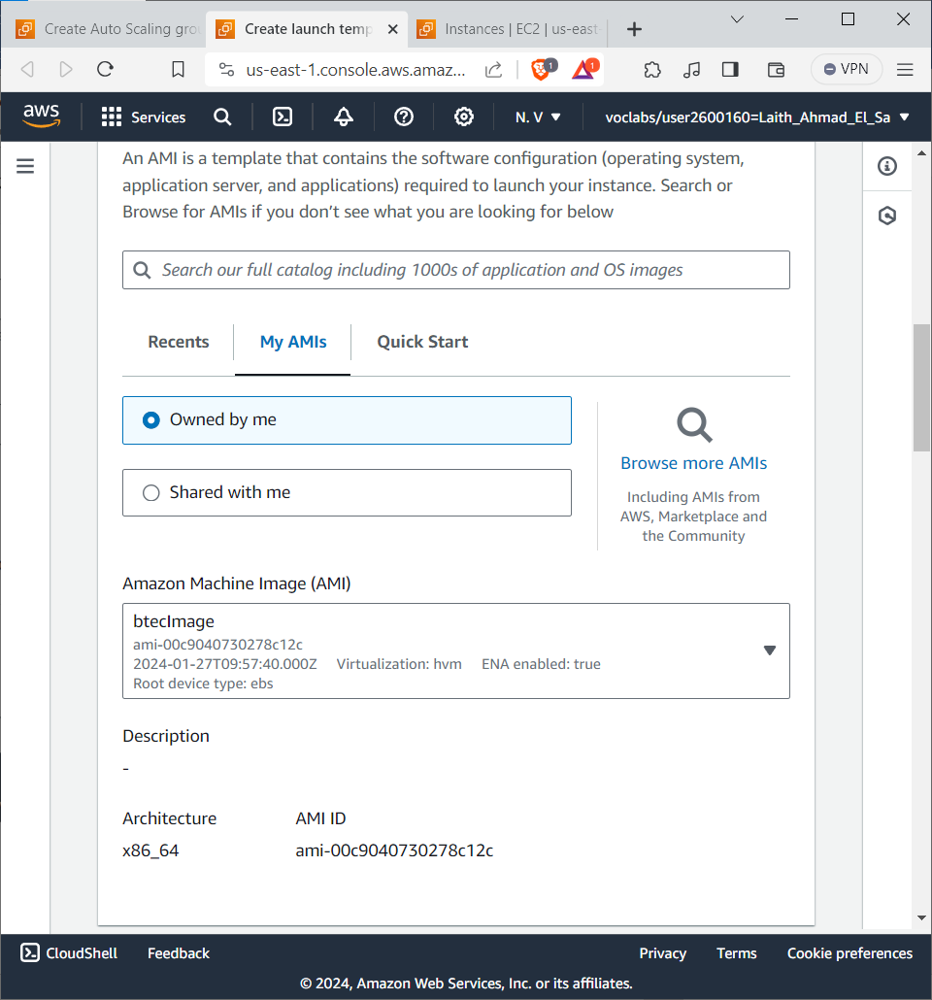 Create Auto Scaling grou
Create launch temp
Instances | EC2 | us-east-
us-east-1.console.aws.amaz...
1
1
VPN
aws
Services
N. V
voclabs/user2600160=Laith_Ahmad_El_Sa
An AMI is a template that contains the software configuration (operating system,
application server, and applications) required to launch your instance. Search or
Browse for AMIs if you don’t see what you are looking for below
Search our full catalog including 1000s of application and OS images
Recents
My AMIs
Quick Start
Owned by me
Shared with me
Browse more AMIs
Including AMIs from
AWS, Marketplace and
the Community
Amazon Machine Image (AMI)
btecImage
ami-00c9040730278c12c
2024-01-27T09:57:40.000Z Virtualization: hvm ENA enabled: true
Root device type: ebs
Description
-
Architecture AMI ID
x86_64 ami-00c9040730278c12c
CloudShell Feedback Privacy Terms Cookie preferences
© 2024, Amazon Web Services, Inc. or its affiliates.